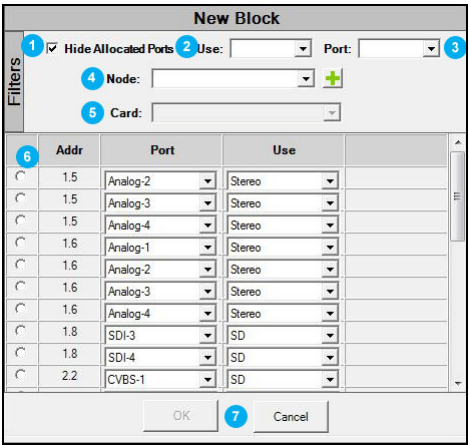 New Block
Filters
1 Hide Allocated Ports 2 Use: Port: 3
4 Node:
5 Card:
6 Addr Port Use
1.5 Analog-2 Stereo
1.5 Analog-3 Stereo
1.5 Analog-4 Stereo
1.6 Analog-1 Stereo
1.6 Analog-2 Stereo
1.6 Analog-3 Stereo
1.6 Analog-4 Stereo
1.8 SDI-3 SD
1.8 SDI-4 SD
2.2 CVBS-1 SD
OK 7 Cancel